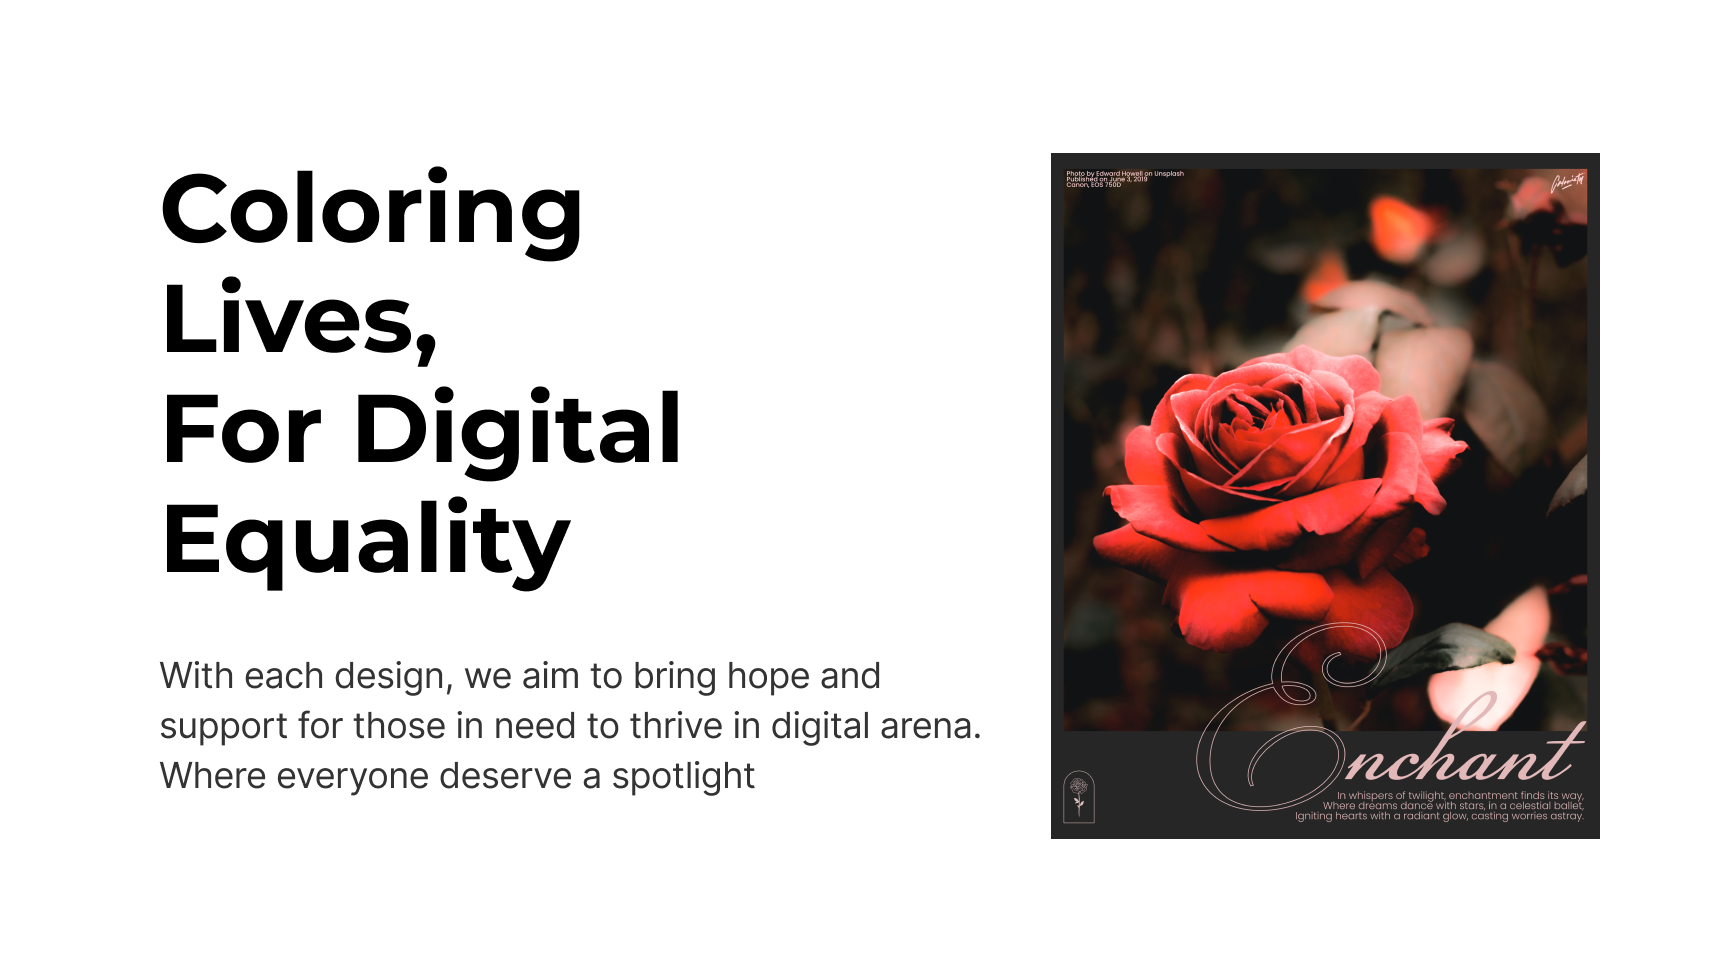 Coloring
Lives,
For Digital
Equality
With each design, we aim to bring hope and
support for those in need to thrive in digital arena.
Where everyone deserve a spotlight
Photo by Edward Howell on Unsplash
Published on June 3, 2019
Canon, EOS 750D
Enchant
In whispers of twilight, enchantment finds its way,
Where dreams dance with stars, in a celestial ballet,
Igniting hearts with a radiant glow, casting worries astray.